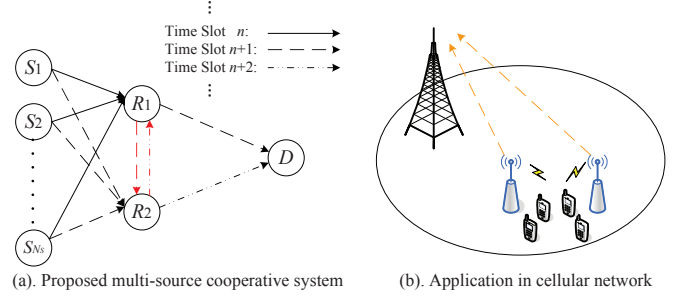 Time Slot n:
Time Slot n+1:
Time Slot n+2:
S1
S2
SNs
R1
R2
D
(a). Proposed multi-source cooperative system
(b). Application in cellular network